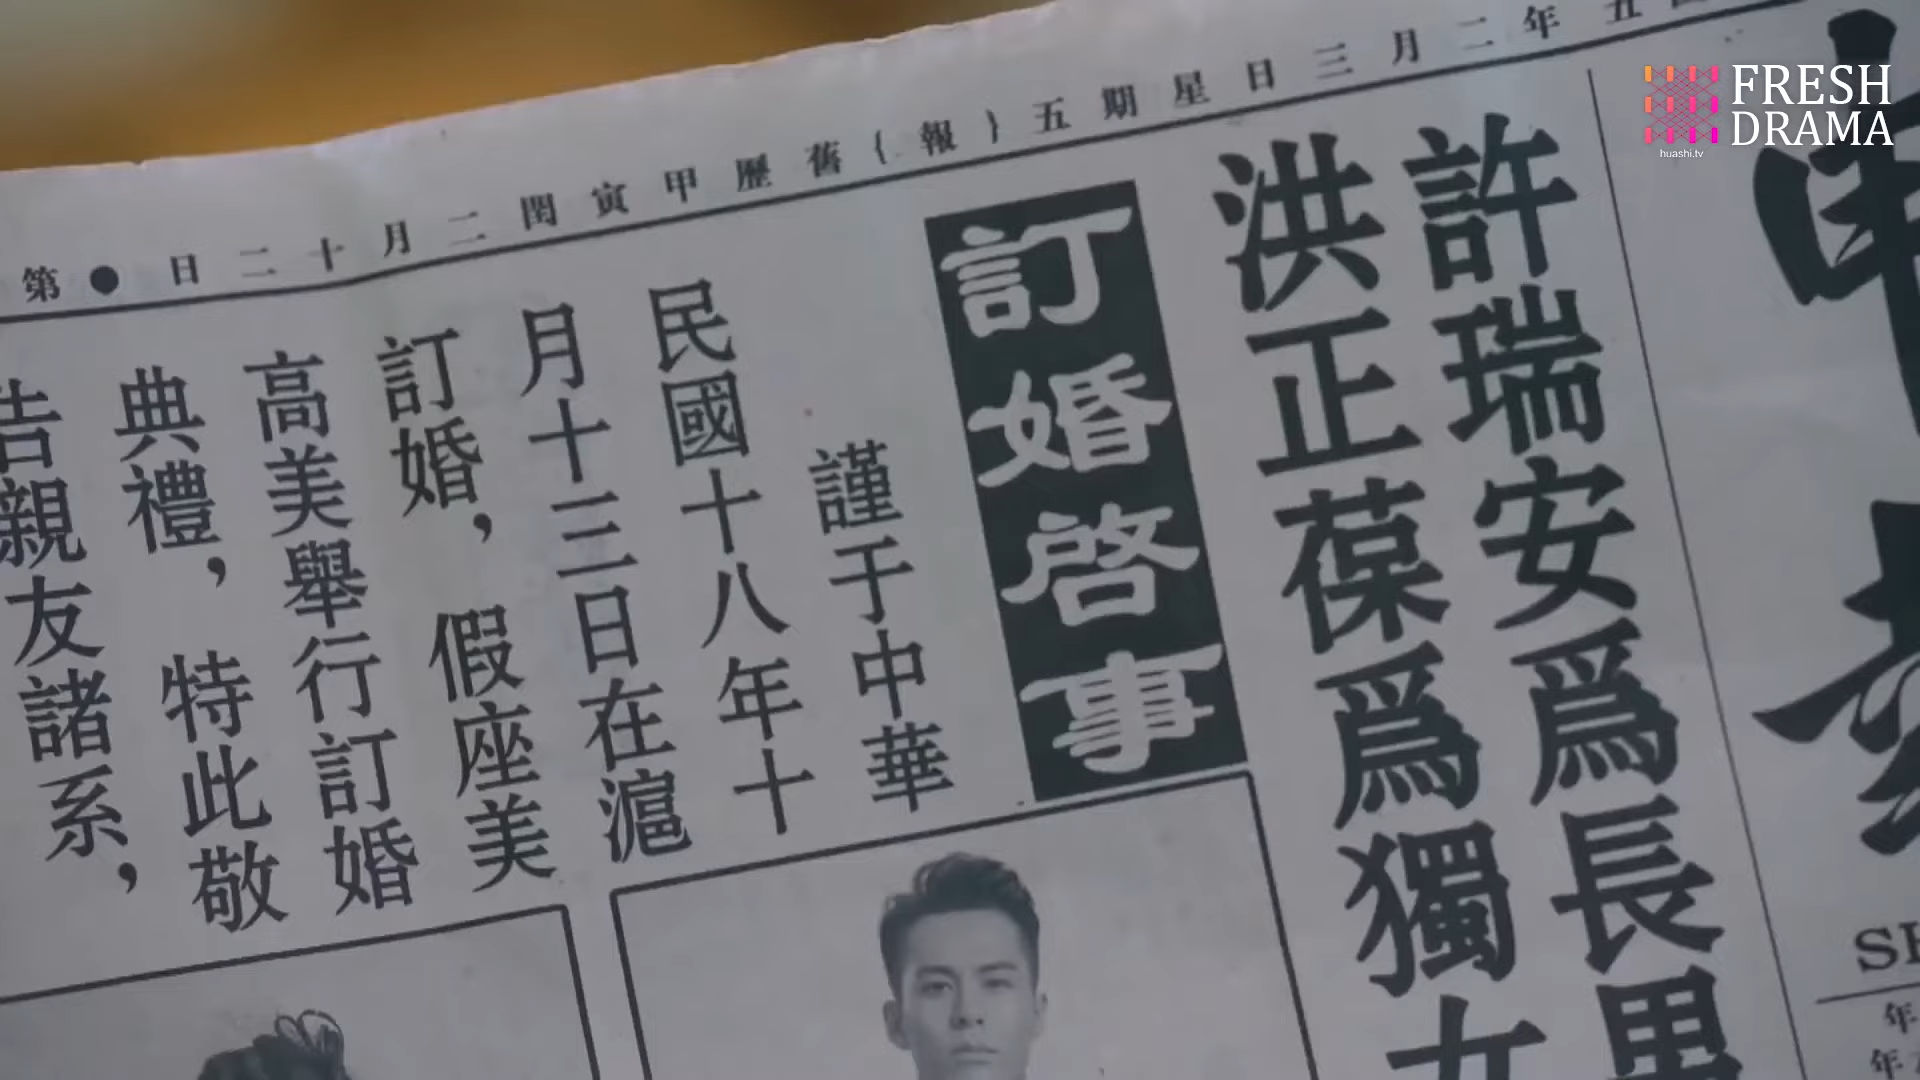 年二月三日星期五{報}舊歷甲寅閏二月十二日●第
許瑞安爲長男
洪正葆爲獨女
訂婚啓事
謹于中華
民國十八年十
月十三日在滬
訂婚，假座美
高美舉行訂婚
典禮，特此敬
告親友諸系，
FRESH
DRAMA
huashi.tv